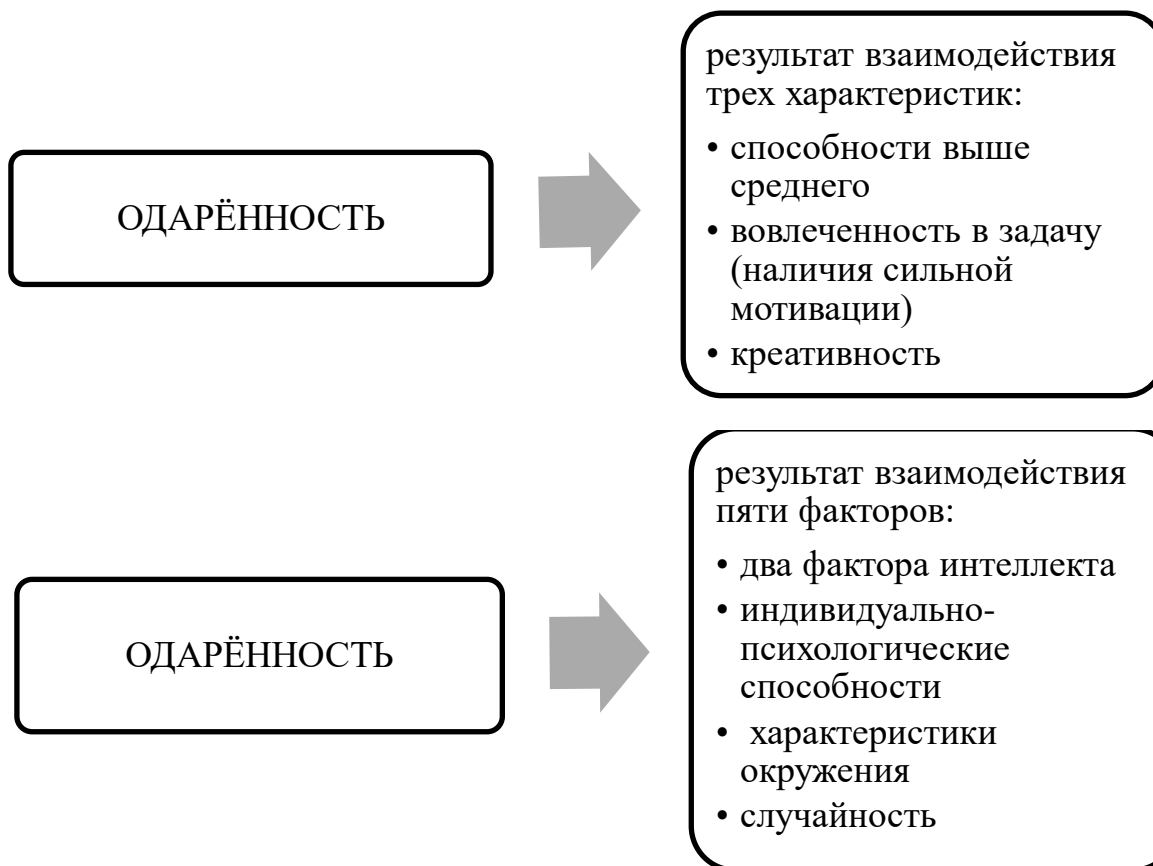 ОДАРЁННОСТЬ
результат взаимодействия
трех характеристик:
• способности выше
среднего
• вовлеченность в задачу
(наличия сильной
мотивации)
• креативность
ОДАРЁННОСТЬ
результат взаимодействия
пяти факторов:
• два фактора интеллекта
• индивидуально-
психологические
способности
• характеристики
окружения
• случайность